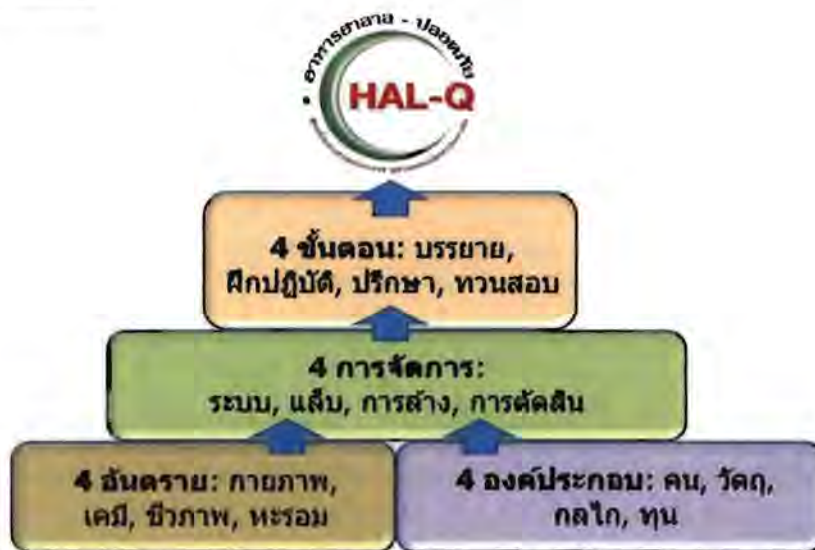 • อาหารฮาลาล - ปลอดภัย
HAL-Q
4 ขั้นตอน: บรรยาย,
ฝึกปฏิบัติ, ปรึกษา, ทวนสอบ
4 การจัดการ:
ระบบ, แล็บ, การล้าง, การตัดสิน
4 อันตราย: กายภาพ,
เคมี, ชีวภาพ, หะรอม
4 องค์ประกอบ: คน, วัตถุ,
กลไก, ทุน